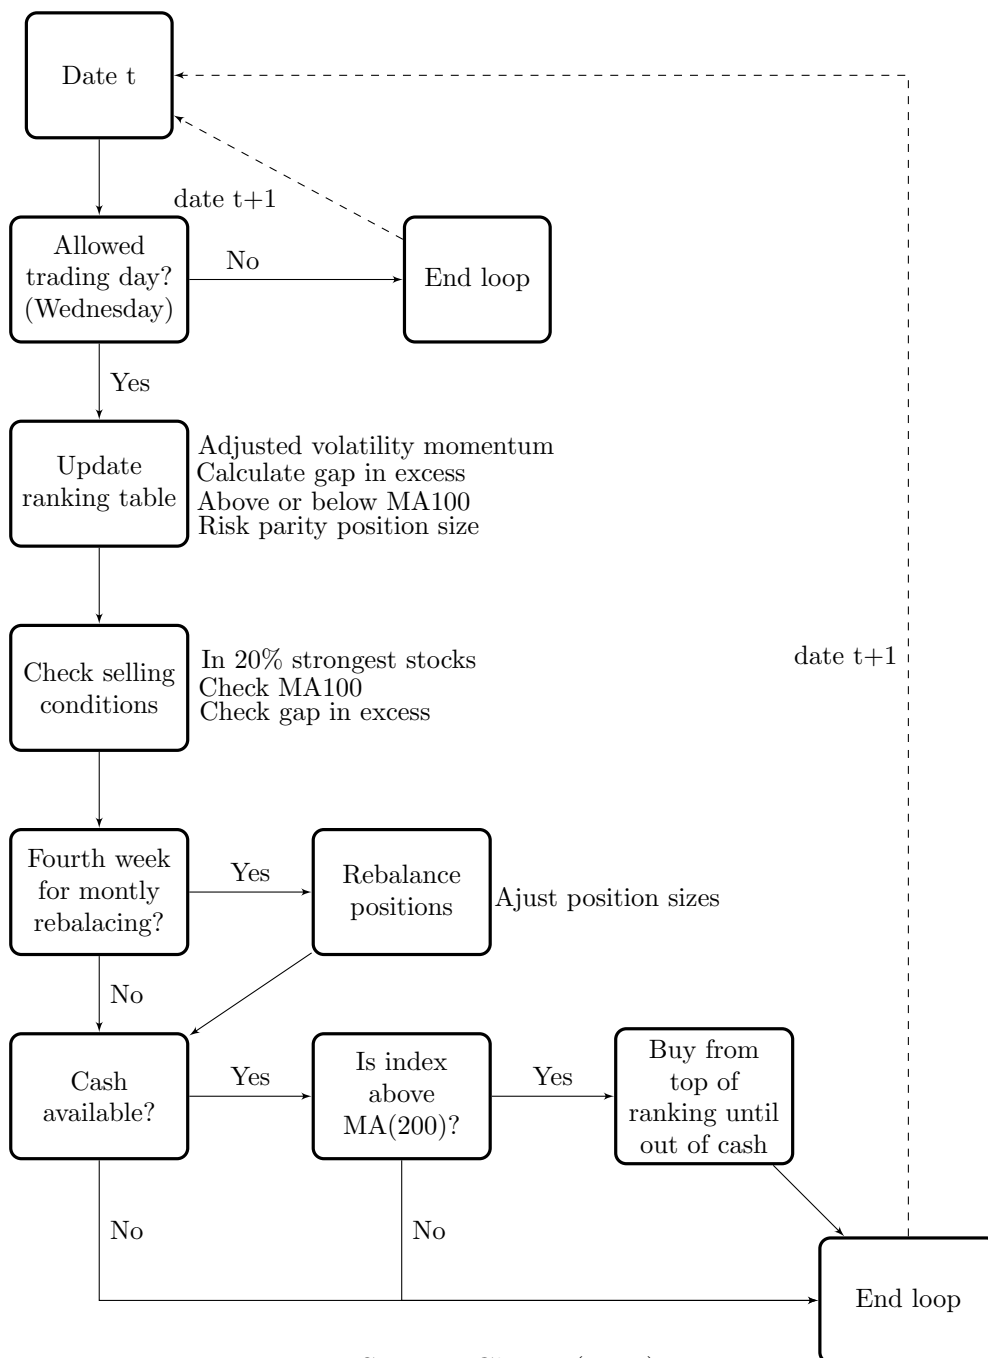 Date t
date t+1
Allowed
trading day?
(Wednesday)
No
End loop
Yes
Update
ranking table
Adjusted volatility momentum
Calculate gap in excess
Above or below MA100
Risk parity position size
Check selling
conditions
In 20% strongest stocks
Check MA100
Check gap in excess
date t+1
Fourth week
for montly
rebalacing?
Yes
Rebalance
positions
Ajust position sizes
No
Cash
available?
Yes
Is index
above
MA(200)?
Yes
Buy from
top of
ranking until
out of cash
No
No
End loop